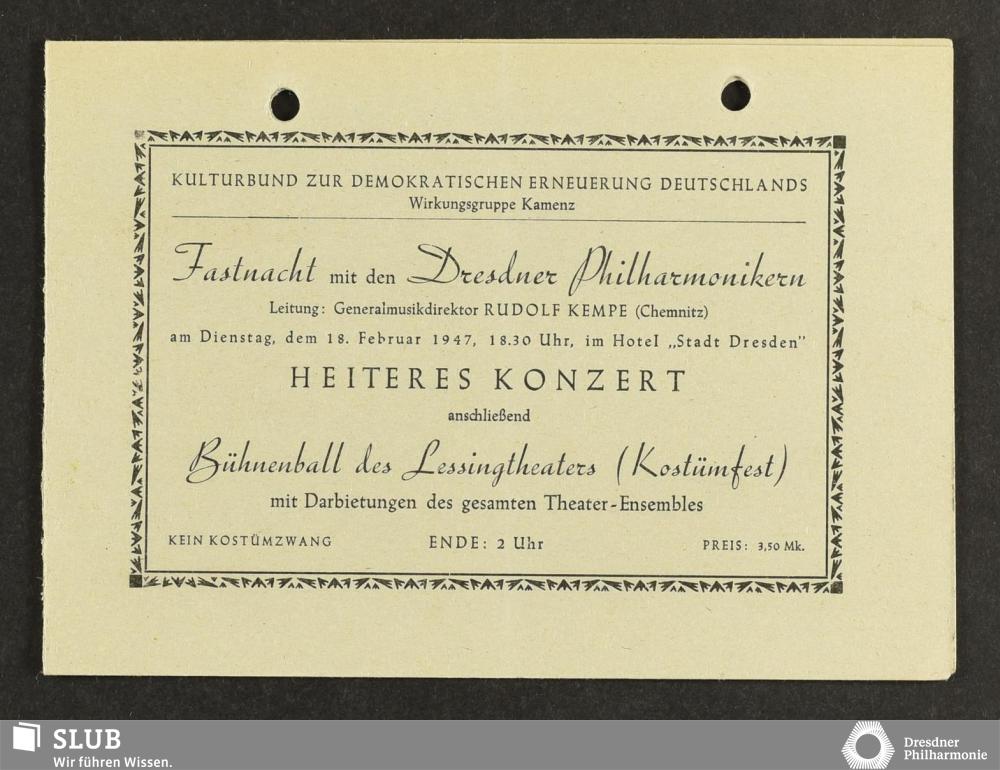 KULTURBUND ZUR DEMOKRATISCHEN ERNEUERUNG DEUTSCHLANDS
Wirkungsgruppe Kamenz
Fastnacht mit den Dresdner Philharmonikern
Leitung: Generalmusikdirektor RUDOLF KEMPE (Chemnitz)
am Dienstag, dem 18. Februar 1947, 18.30 Uhr, im Hotel „Stadt Dresden"
HEITERES KONZERT
anschließend
Bühnenball des Lessingtheaters (Kostümfest)
mit Darbietungen des gesamten Theater-Ensembles
KEIN KOSTÜMZWANG ENDE: 2 Uhr PREIS: 3,50 Mk.
SLUB
Wir führen Wissen.
Dresdner
Philharmonie